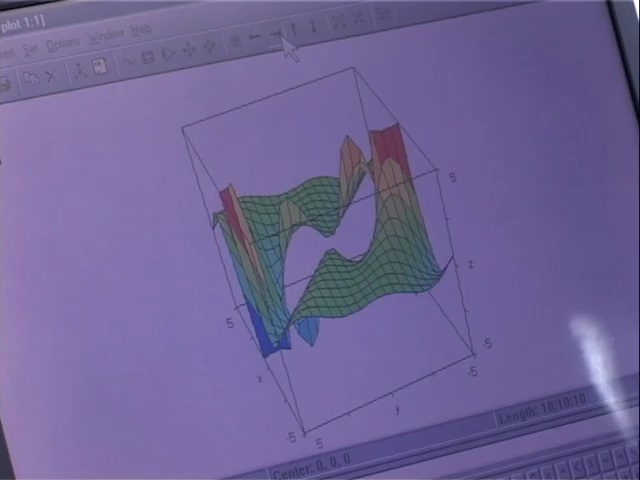 plot 1:1]
Set Options Window Help
5
z
5
x
-5
-5
y
-5
5
Length: 10:10:10
Center: 0, 0, 0